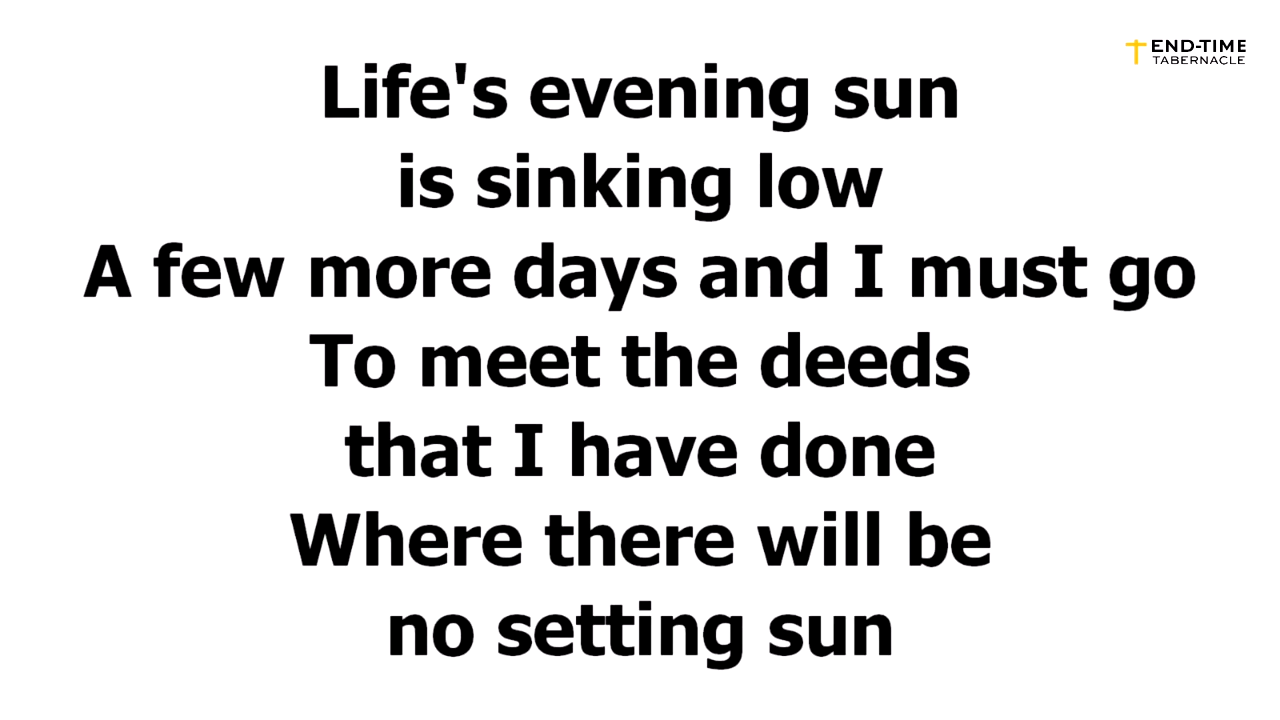 END-TIME
TABERNACLE
Life's evening sun
is sinking low
A few more days and I must go
To meet the deeds
that I have done
Where there will be
no setting sun